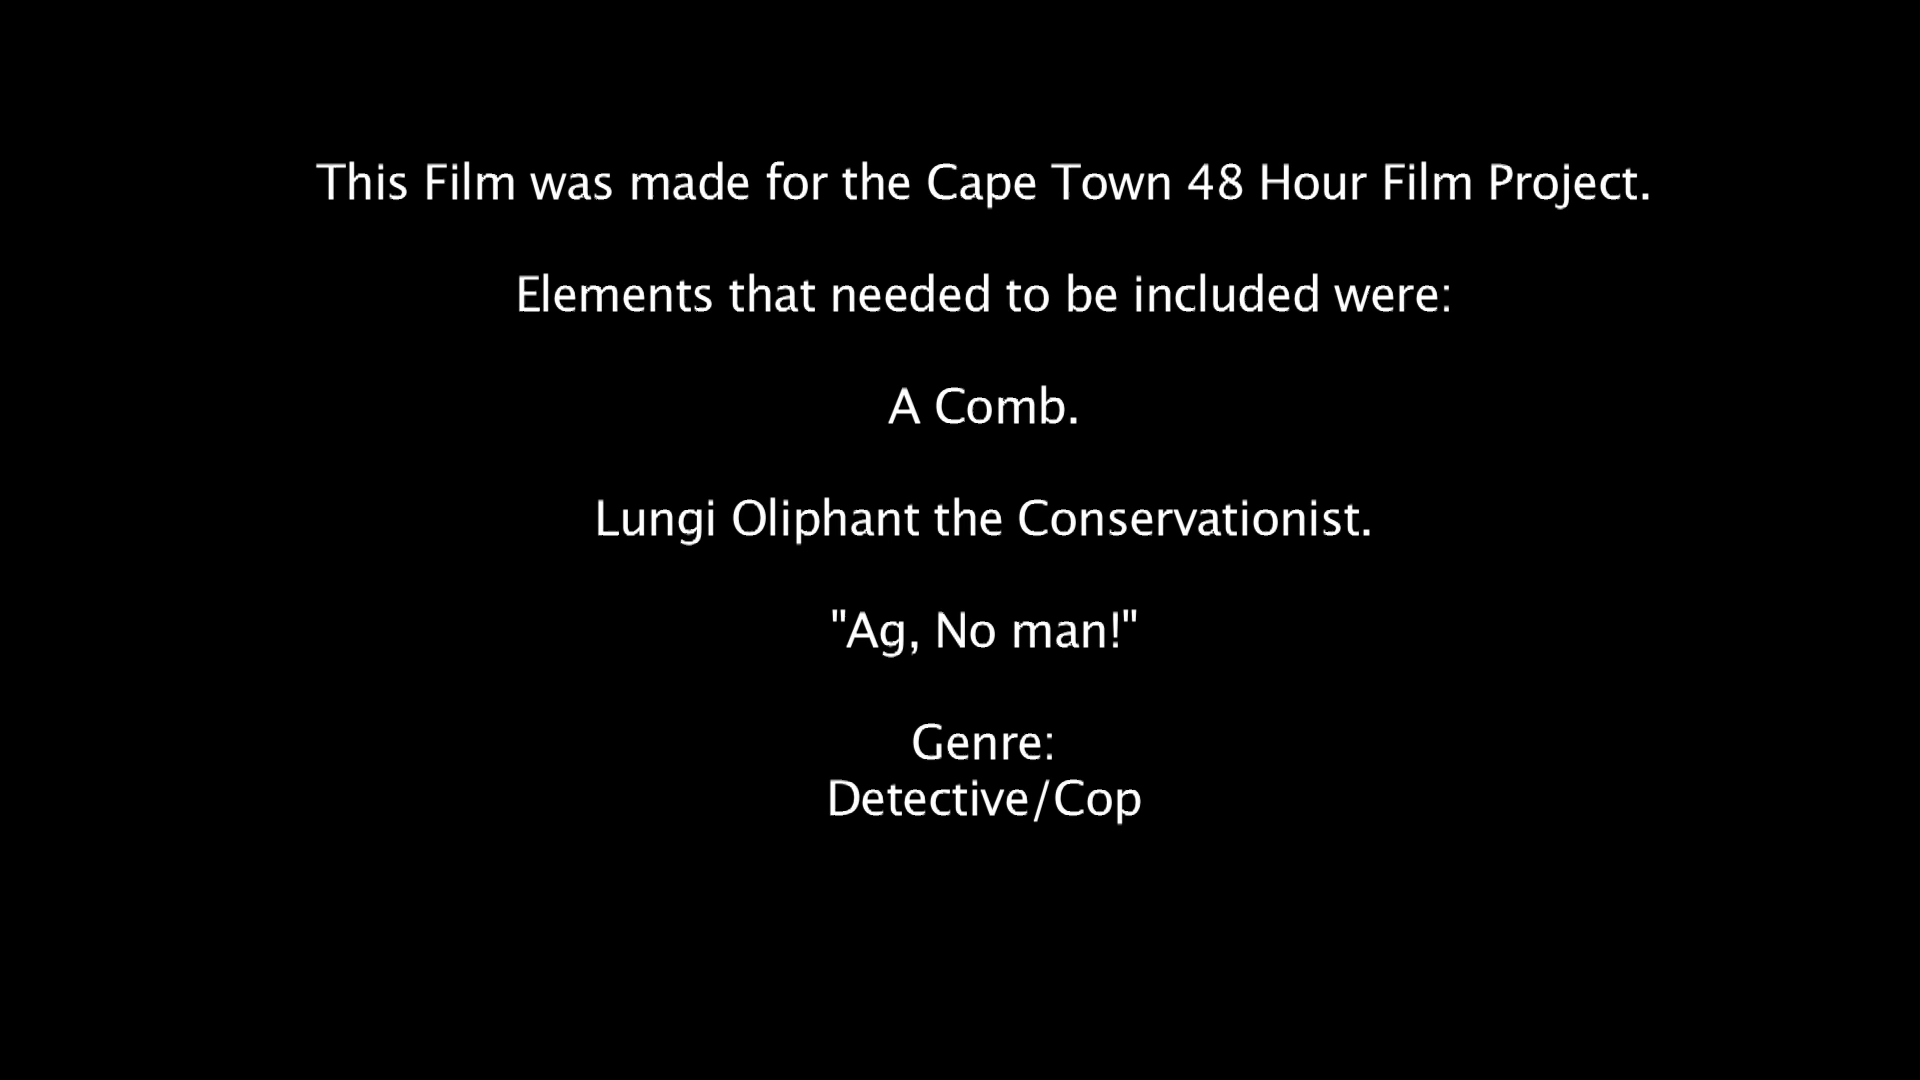 This Film was made for the Cape Town 48 Hour Film Project.
Elements that needed to be included were:
A Comb.
Lungi Oliphant the Conservationist.
"Ag, No man!"
Genre:
Detective/Cop